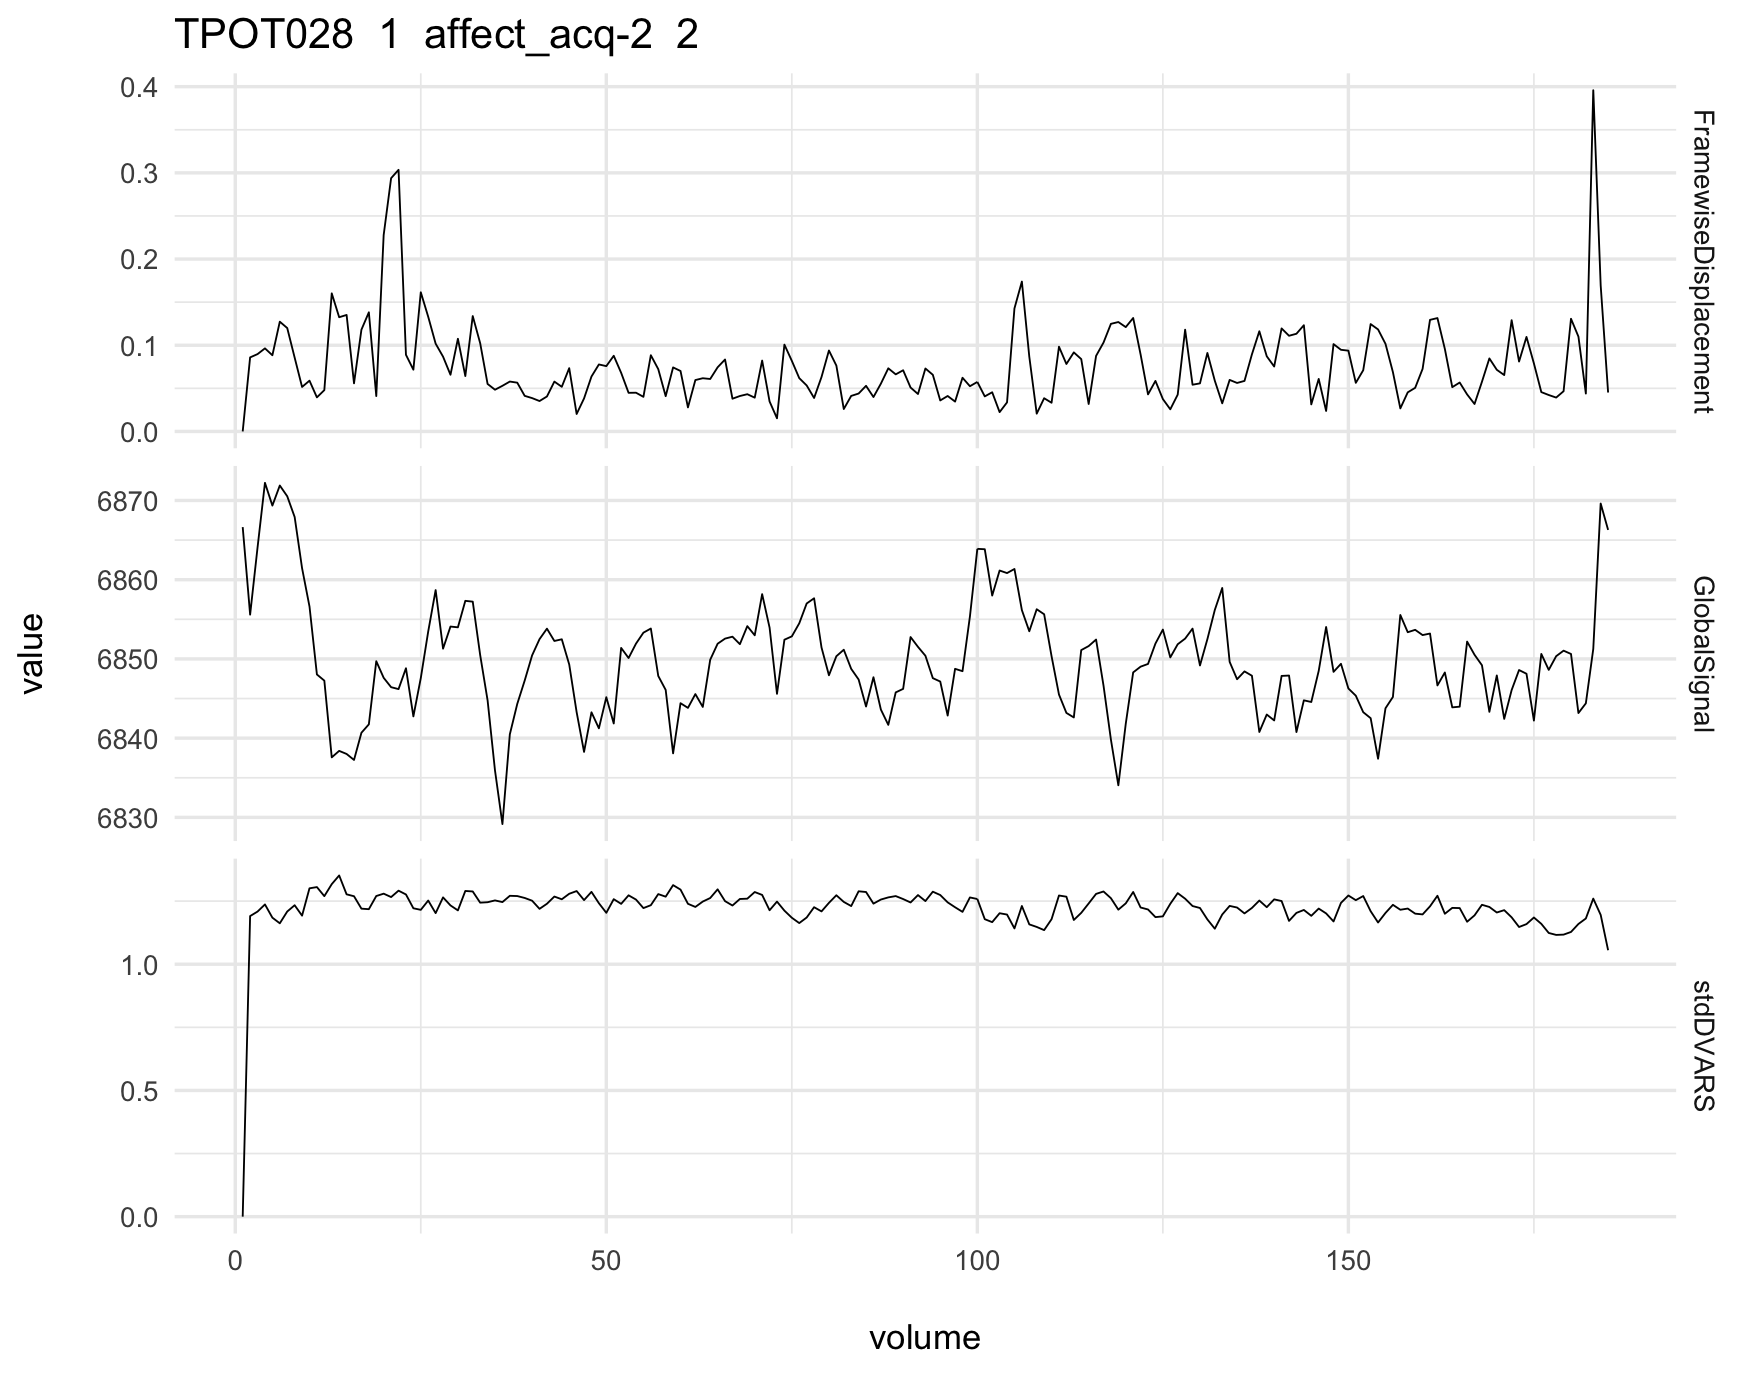 TPOT028 1 affect_acq-2 2
0.4
0.3
0.2
0.1
0.0
FramewiseDisplacement
6870
6860
6850
6840
6830
GlobalSignal
value
1.0
0.5
0.0
stdDVARS
0 50 100 150
volume